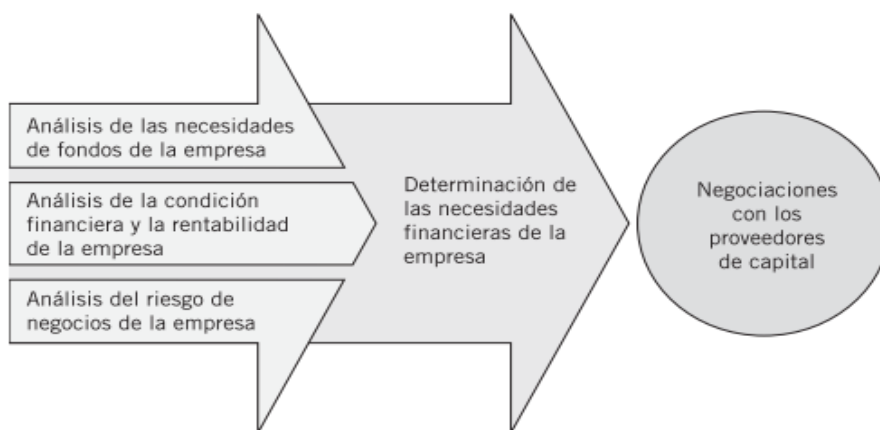 Análisis de las necesidades
de fondos de la empresa
Análisis de la condición
financiera y la rentabilidad
de la empresa
Análisis del riesgo de
negocios de la empresa
Determinación de
las necesidades
financieras de la
empresa
Negociaciones
con los
proveedores
de capital